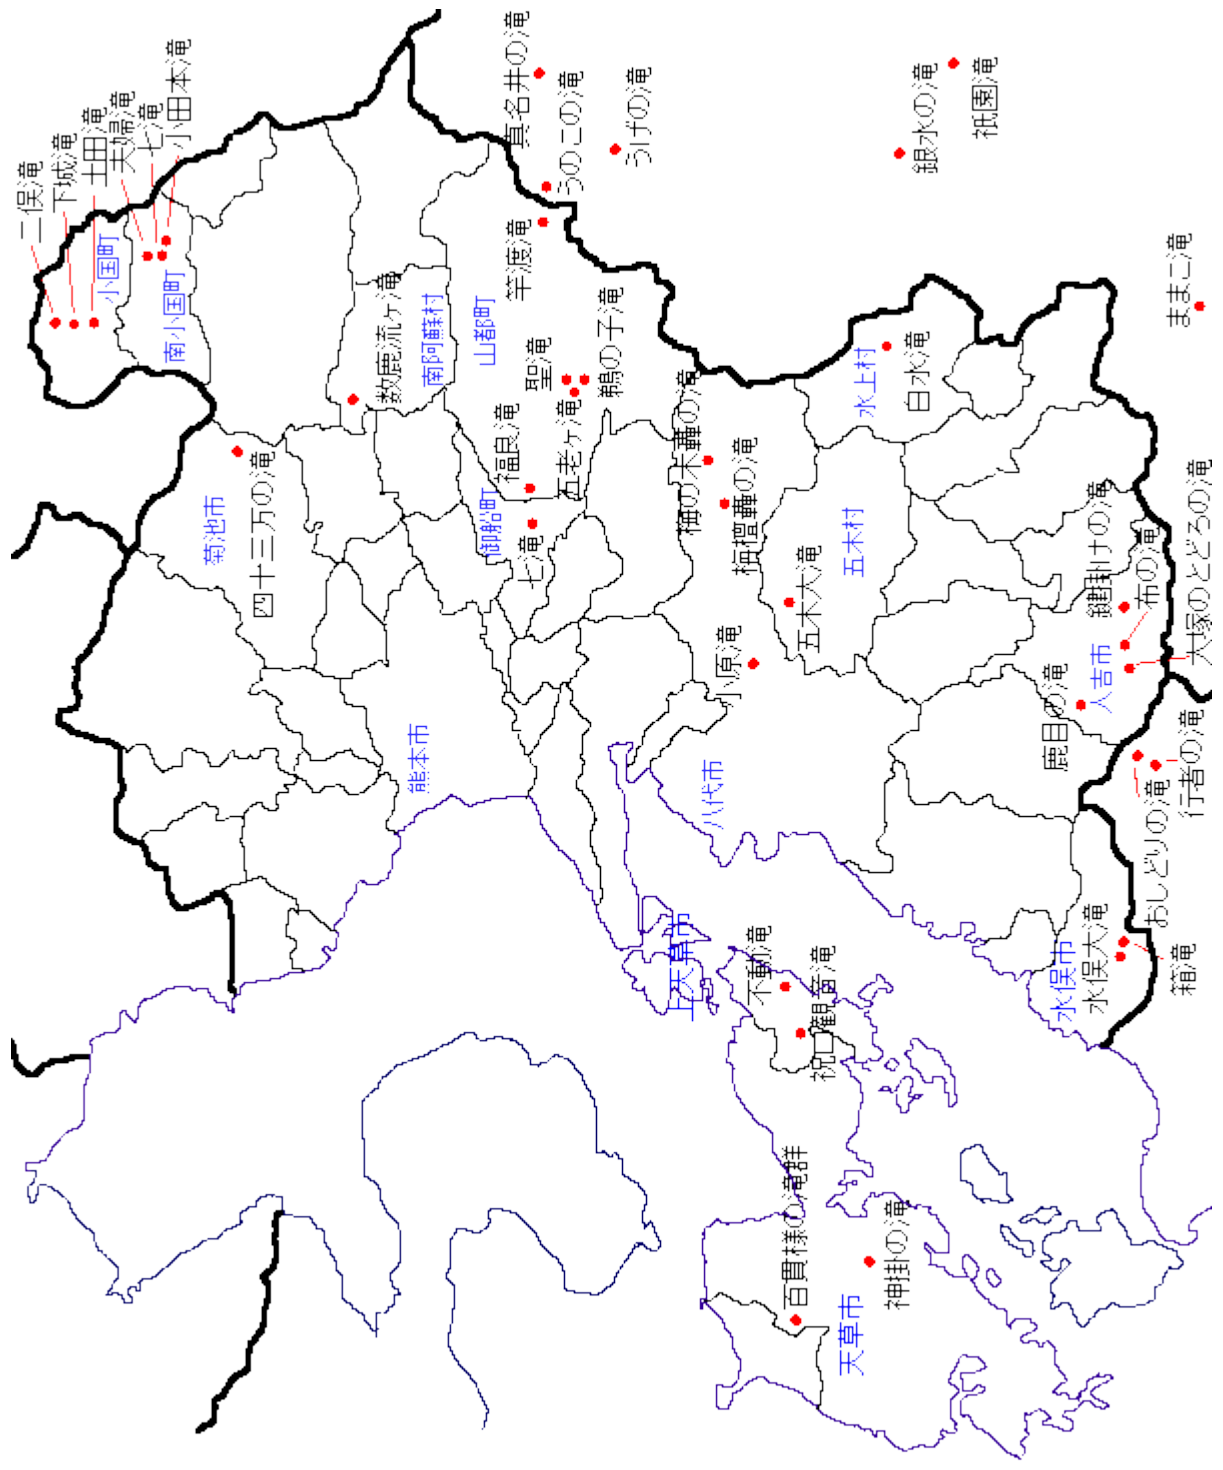 二俣滝
下城滝
土田滝
夫婦滝
七滝
小田本滝
小国町
南小国町
真名井の滝
うのこの滝
うげの滝
銀水の滝
祇園滝
竿渡滝
ままこ滝
数鹿流ヶ滝
南阿蘇村
山都町
聖滝
鵜の子滝
五老ヶ滝
福良滝
水上村
白水滝
菊池市
四十三万の滝
御船町
七滝
梅の木轟の滝
栴檀轟の滝
五木村
五木大滝
小原滝
鍵掛けの滝
布の滝
大塚のとどろの滝
人吉市
鹿目の滝
熊本市
八代市
行者の滝
おしどりの滝
上天草市
不動滝
祝口観音滝
水俣市
水俣大滝
箱滝
百貫様の滝群
神掛の滝
天草市